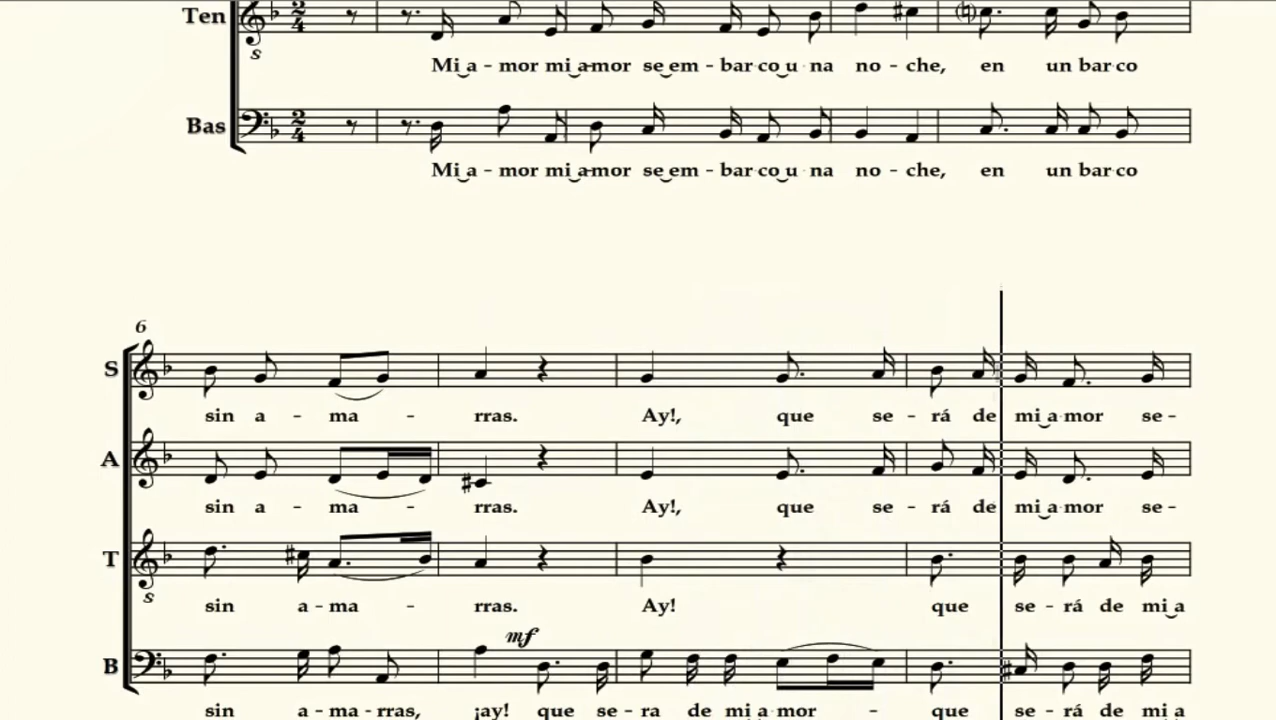 Ten
2 4
s
Mi a - mor mi a-mor se em - bar co u na no - che, en un bar co
Bas
2 4
Mi a - mor mi a-mor se em - bar co u na no - che, en un bar co
6
S
sin a - ma - rras. Ay!, que se - rá de mi a mor se -
A
sin a - ma - rras. Ay!, que se - rá de mi a mor se -
T
s
sin a - ma - rras. Ay! que se - rá de mi a
mf
B
sin a - ma - rras, ¡ay! que se - ra de mi a mor - que se - rá de mi a